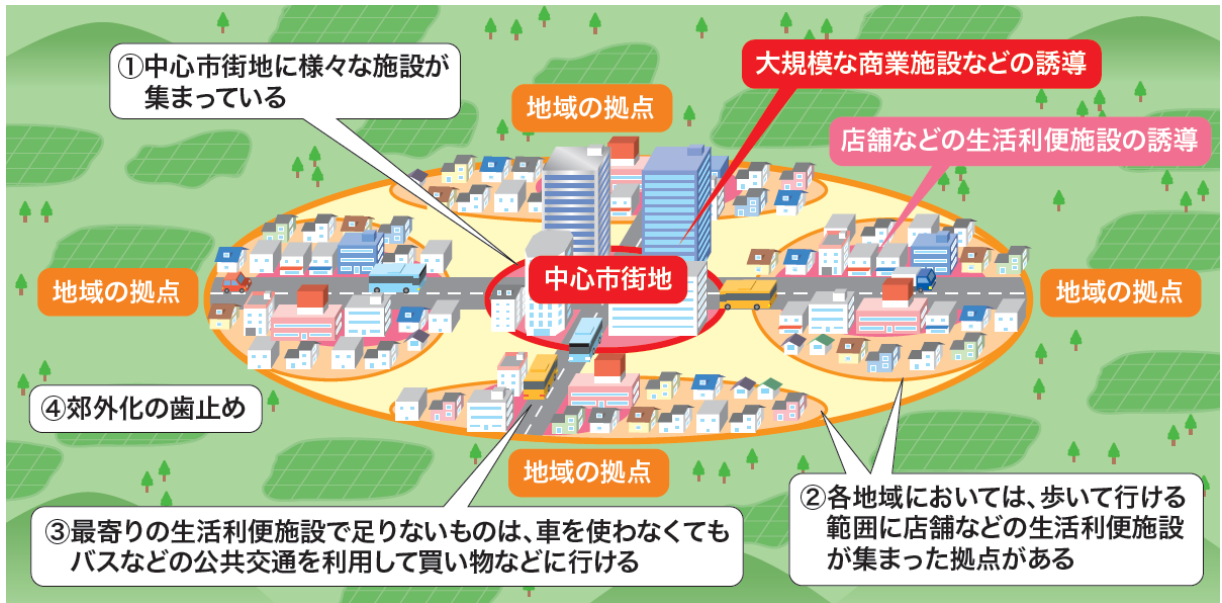 ①中心市街地に様々な施設が
集まっている
大規模な商業施設などの誘導
地域の拠点
店舗などの生活利便施設の誘導
地域の拠点
中心市街地
地域の拠点
④郊外化の歯止め
地域の拠点
③最寄りの生活利便施設で足りないものは、車を使わなくても
バスなどの公共交通を利用して買い物などに行ける
②各地域においては、歩いて行ける
範囲に店舗などの生活利便施設
が集まった拠点がある